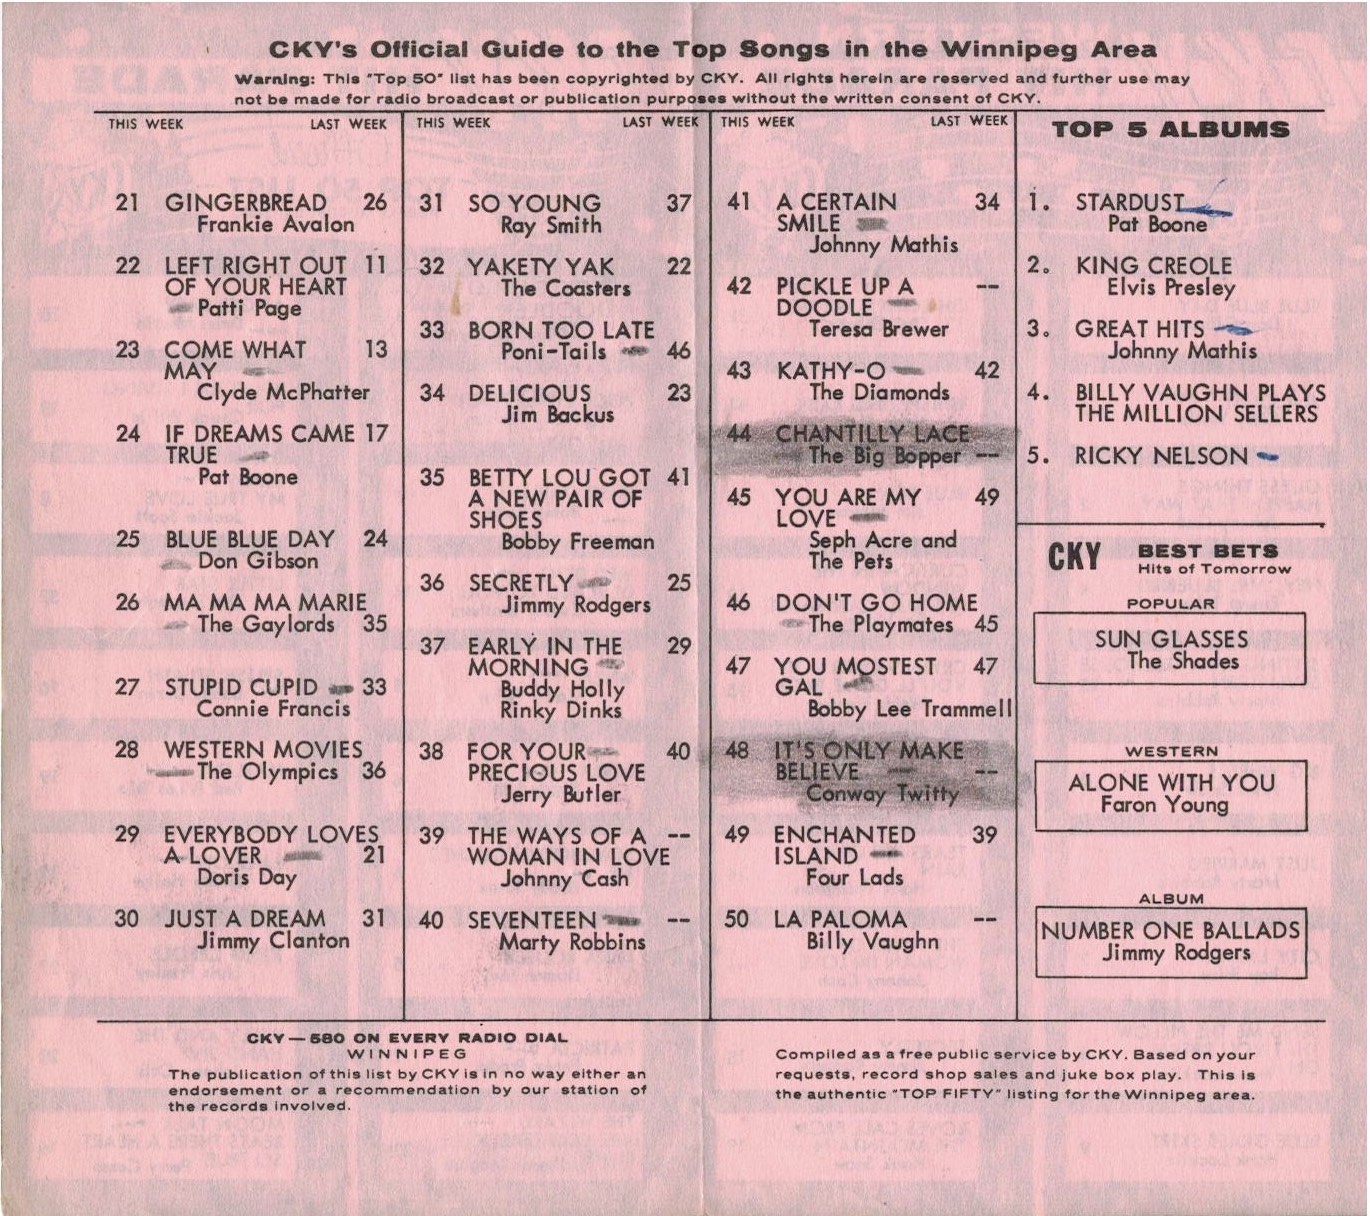 CKY's Official Guide to the Top Songs in the Winnipeg Area
Warning: This "Top 50" list has been copyrighted by CKY. All rights herein are reserved and further use may
not be made for radio broadcast or publication purposes without the written consent of CKY.
THIS WEEK LAST WEEK
21 GINGERBREAD 26
Frankie Avalon
22 LEFT RIGHT OUT 11
OF YOUR HEART
Patti Page
23 COME WHAT 13
MAY
Clyde McPhatter
24 IF DREAMS CAME 17
TRUE
Pat Boone
25 BLUE BLUE DAY 24
Don Gibson
26 MA MA MA MARIE
The Gaylords 35
27 STUPID CUPID 33
Connie Francis
28 WESTERN MOVIES
The Olympics 36
29 EVERYBODY LOVES
A LOVER 21
Doris Day
30 JUST A DREAM 31
Jimmy Clanton
THIS WEEK LAST WEEK
31 SO YOUNG 37
Ray Smith
32 YAKETY YAK 22
The Coasters
33 BORN TOO LATE
Poni-Tails 46
34 DELICIOUS 23
Jim Backus
35 BETTY LOU GOT 41
A NEW PAIR OF
SHOES
Bobby Freeman
36 SECRETLY 25
Jimmy Rodgers
37 EARLY IN THE 29
MORNING
Buddy Holly
Rinky Dinks
38 FOR YOUR 40
PRECIOUS LOVE
Jerry Butler
39 THE WAYS OF A --
WOMAN IN LOVE
Johnny Cash
40 SEVENTEEN --
Marty Robbins
THIS WEEK LAST WEEK
41 A CERTAIN 34
SMILE
Johnny Mathis
42 PICKLE UP A --
DOODLE
Teresa Brewer
43 KATHY-O 42
The Diamonds
44 CHANTILLY LACE
The Big Bopper --
45 YOU ARE MY 49
LOVE
Seph Acre and
The Pets
46 DON'T GO HOME
The Playmates 45
47 YOU MOSTEST 47
GAL
Bobby Lee Trammell
48 IT'S ONLY MAKE
BELIEVE --
Conway Twitty
49 ENCHANTED 39
ISLAND
Four Lads
50 LA PALOMA --
Billy Vaughn
TOP 5 ALBUMS
1. STARDUST
Pat Boone
2. KING CREOLE
Elvis Presley
3. GREAT HITS
Johnny Mathis
4. BILLY VAUGHN PLAYS
THE MILLION SELLERS
5. RICKY NELSON
CKY BEST BETS
Hits of Tomorrow
POPULAR
SUN GLASSES
The Shades
WESTERN
ALONE WITH YOU
Faron Young
ALBUM
NUMBER ONE BALLADS
Jimmy Rodgers
CKY — 580 ON EVERY RADIO DIAL
WINNIPEG
The publication of this list by CKY is in no way either an
endorsement or a recommendation by our station of
the records involved.
Compiled as a free public service by CKY. Based on your
requests, record shop sales and juke box play. This is
the authentic "TOP FIFTY" listing for the Winnipeg area.